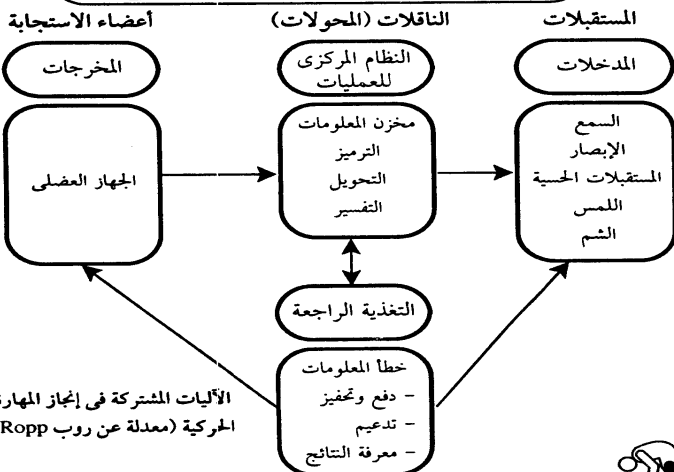 المستقبلات
الناقلات (المحولات)
أعضاء الاستجابة
المدخلات
النظام المركزى
للعمليات
المخرجات
السمع
الإبصار
المستقبلات الحسية
اللمس
الشم
مخزن المعلومات
الترميز
التحويل
التفسير
الجهاز العضلى
التغذية الراجعة
خطأ المعلومات
- دفع وتحفيز
- تدعيم
- معرفة النتائج
الآليات المشتركة فى إنجاز
الحركية (معدلة عن روب Ropp